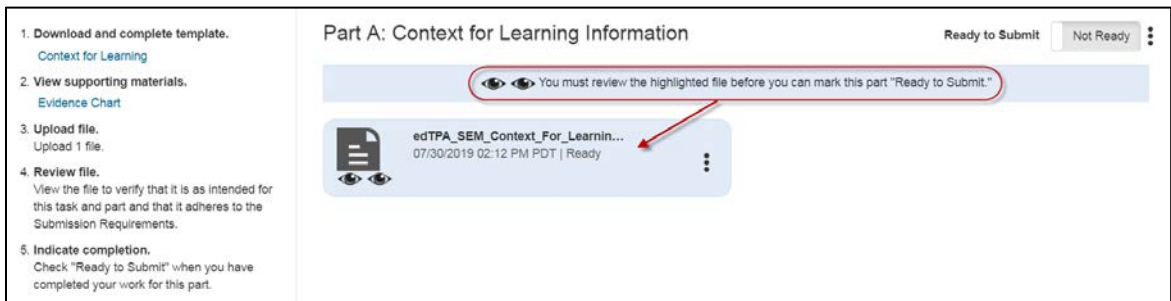 1. Download and complete template.
Context for Learning
2. View supporting materials.
Evidence Chart
3. Upload file.
Upload 1 file.
4. Review file.
View the file to verify that it is as intended for
this task and part and that it adheres to the
Submission Requirements.
5. Indicate completion.
Check "Ready to Submit" when you have
completed your work for this part.
Part A: Context for Learning Information
Ready to Submit Not Ready
You must review the highlighted file before you can mark this part "Ready to Submit."
edTPA_SEM_Context_For_Learnin...
07/30/2019 02:12 PM PDT | Ready